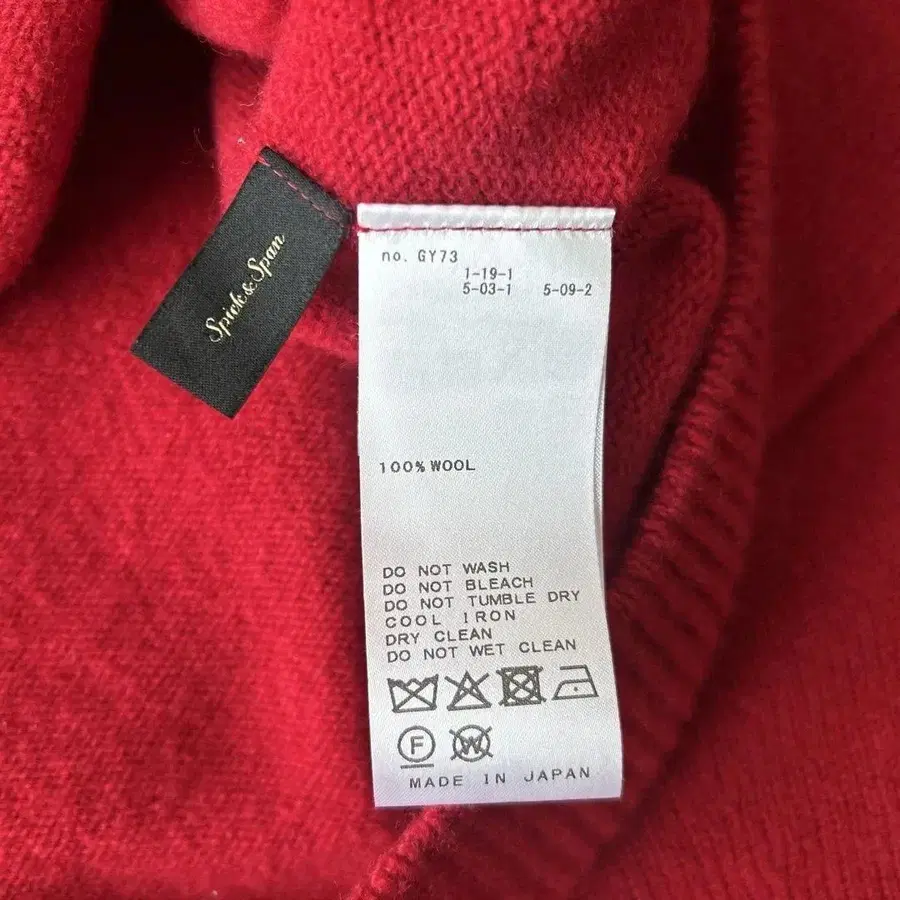 Spick & Span
no. GY73
1-19-1
5-03-1 5-09-2
100% WOOL
DO NOT WASH
DO NOT BLEACH
DO NOT TUMBLE DRY
COOL IRON
DRY CLEAN
DO NOT WET CLEAN
F W
MADE IN JAPAN